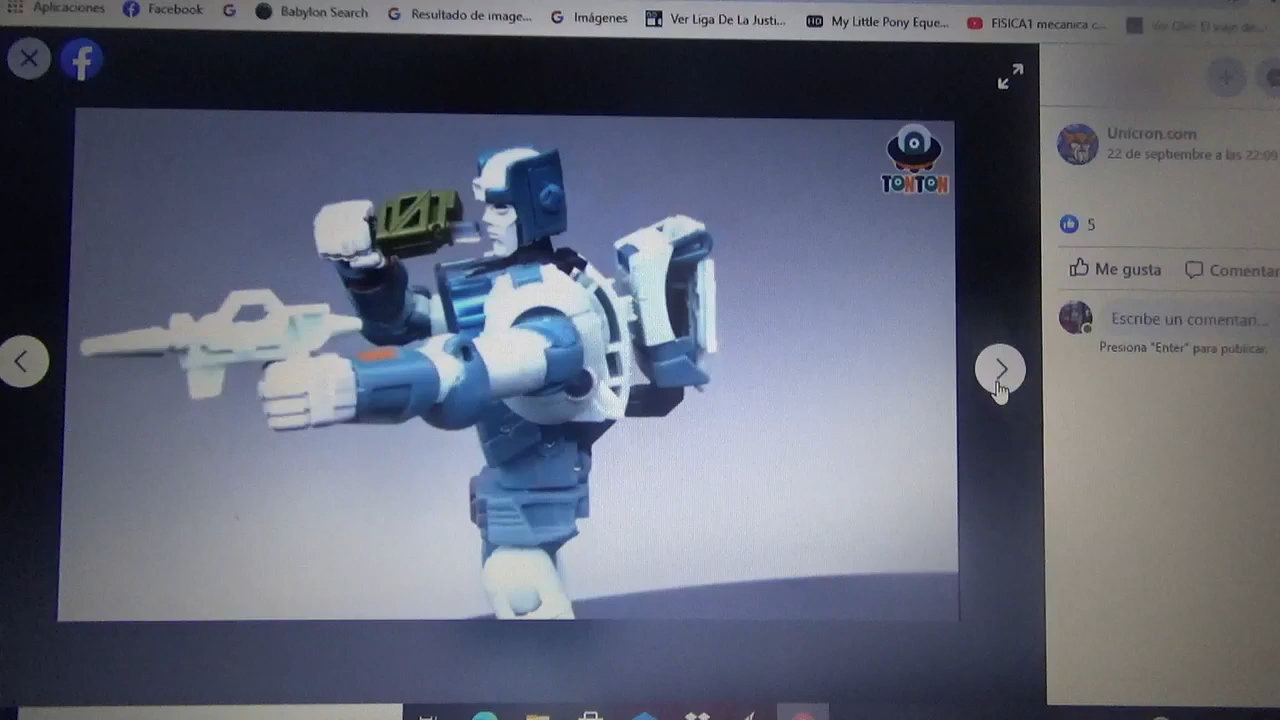 Aplicaciones Facebook Babylon Search Resultado de image... Imágenes Ver Liga De La Justi... My Little Pony Eque... FISICA1 mecanica c...
TONTON
Unicron.com
22 de septiembre a las 22:09
5
Me gusta Comentar
Escribe un comentan...
Presiona "Enter" para publicar.